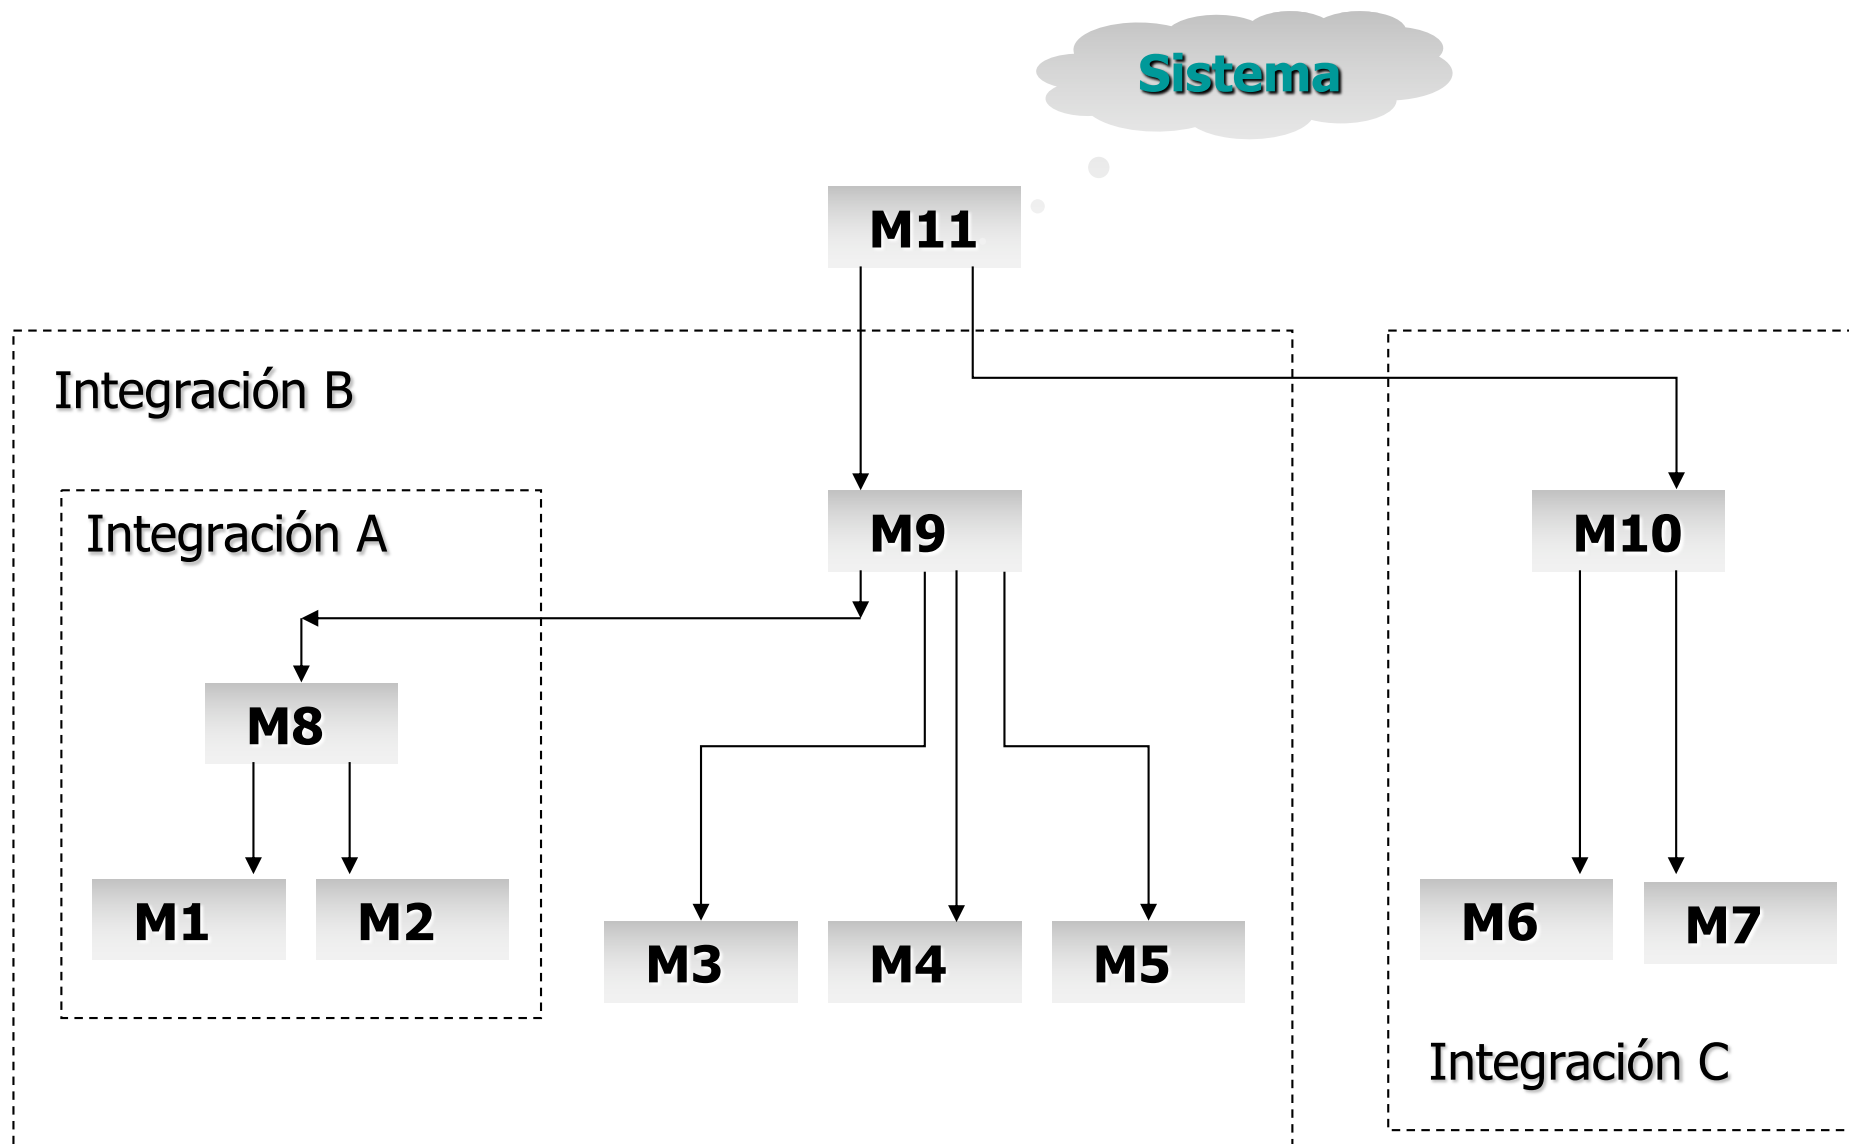 Sistema
M11
Integración B
Integración A
M9
M10
M8
M1
M2
M3
M4
M5
M6
M7
Integración C